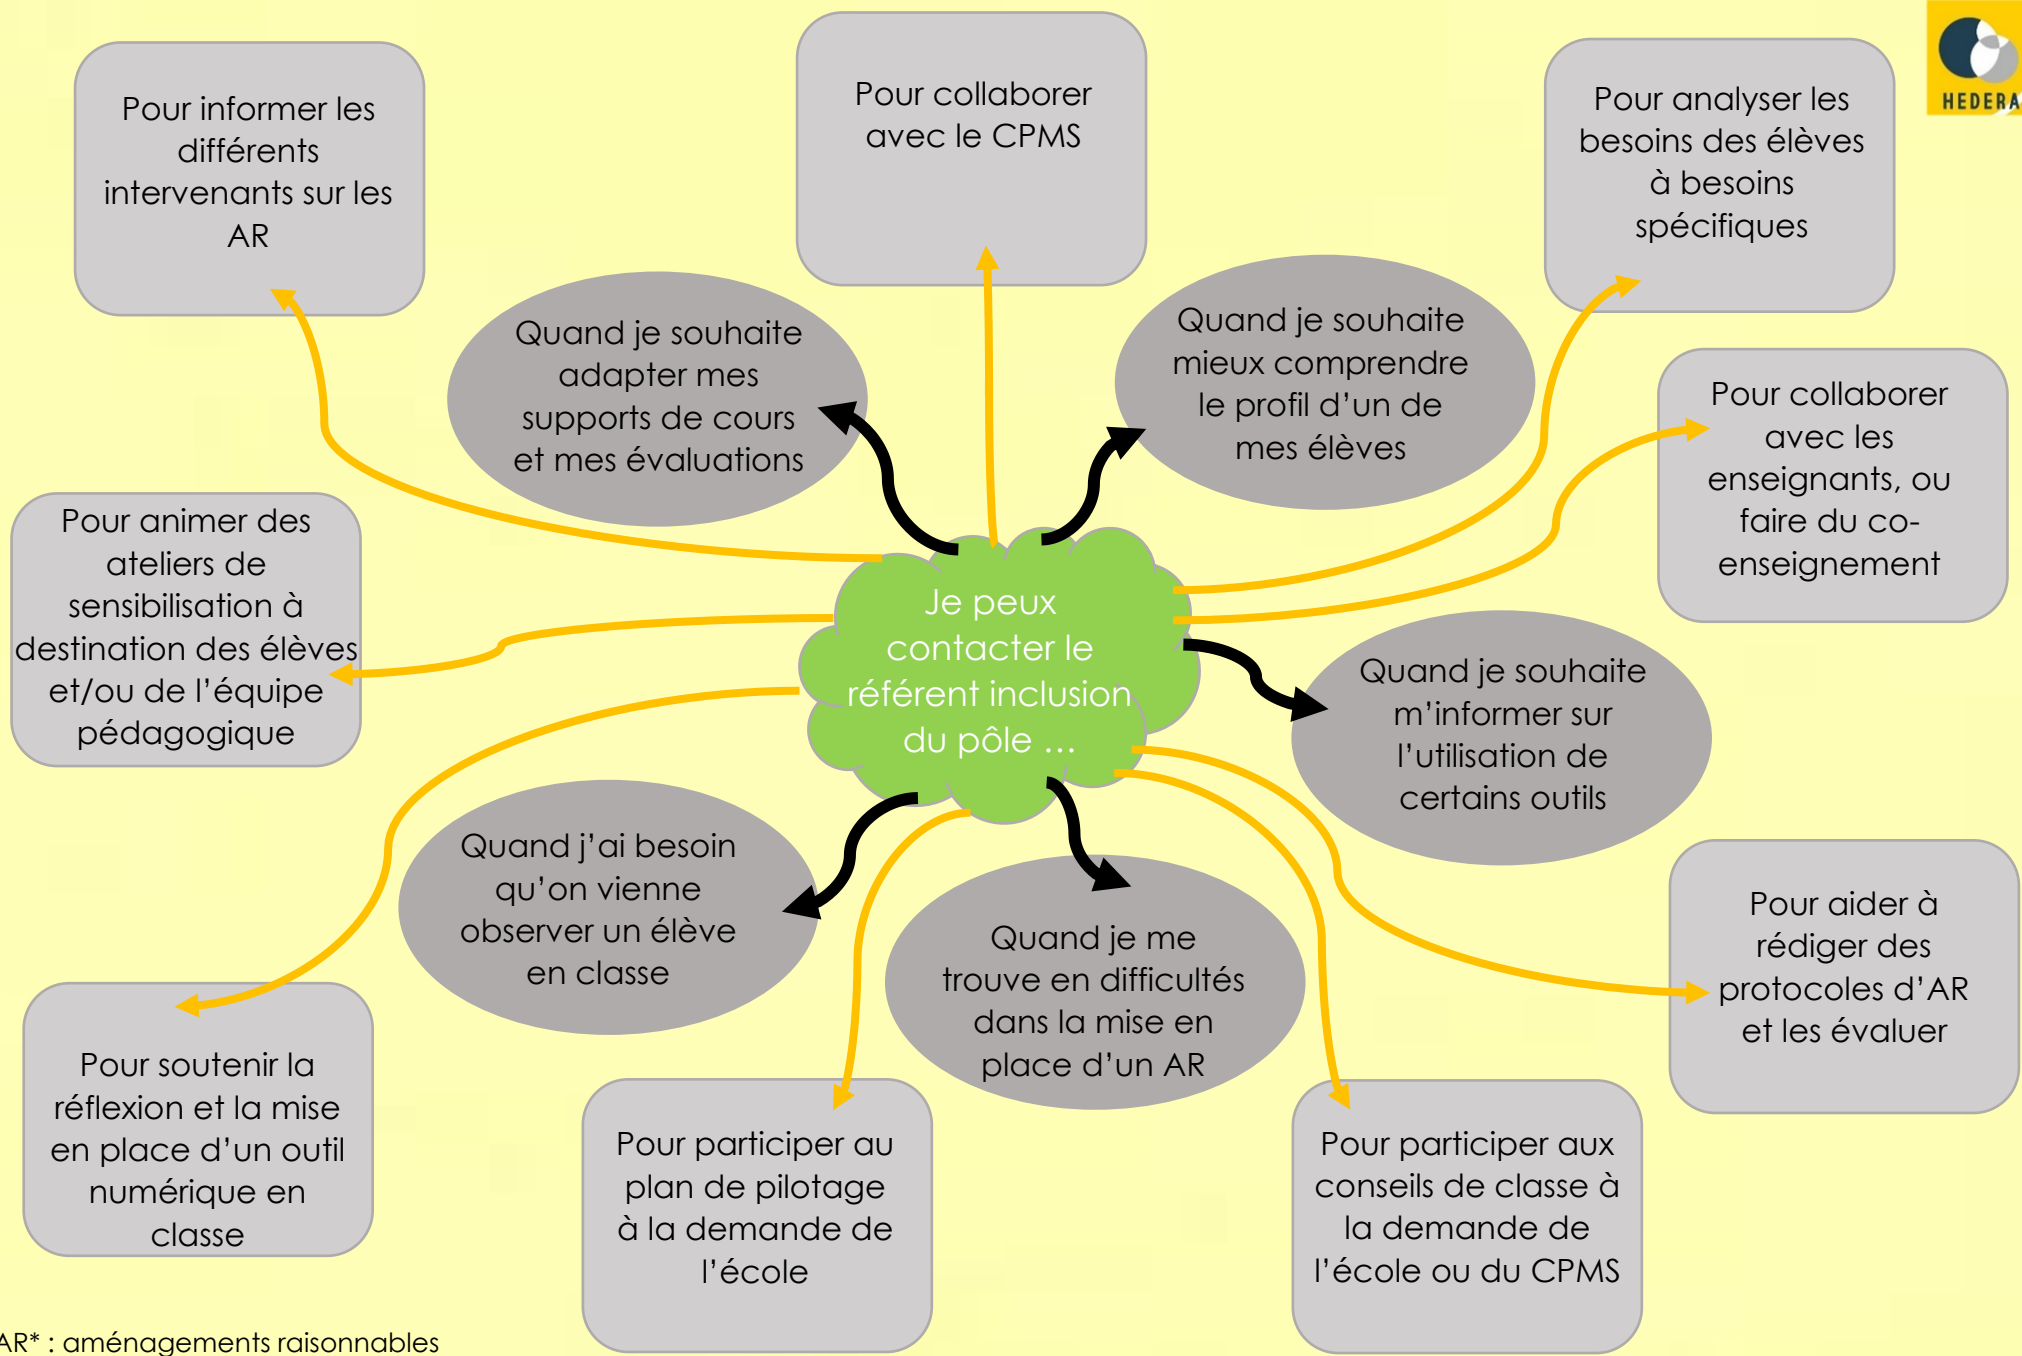 HEDERA
Pour informer les
différents
intervenants sur les
AR
Pour collaborer
avec le CPMS
Pour analyser les
besoins des élèves
à besoins
spécifiques
Quand je souhaite
adapter mes
supports de cours
et mes évaluations
Quand je souhaite
mieux comprendre
le profil d’un de
mes élèves
Pour collaborer
avec les
enseignants, ou
faire du co-
enseignement
Pour animer des
ateliers de
sensibilisation à
destination des élèves
et/ou de l’équipe
pédagogique
Je peux
contacter le
référent inclusion
du pôle …
Quand je souhaite
m’informer sur
l’utilisation de
certains outils
Quand j’ai besoin
qu’on vienne
observer un élève
en classe
Quand je me
trouve en difficultés
dans la mise en
place d’un AR
Pour aider à
rédiger des
protocoles d’AR
et les évaluer
Pour soutenir la
réflexion et la mise
en place d’un outil
numérique en
classe
Pour participer au
plan de pilotage
à la demande de
l’école
Pour participer aux
conseils de classe à
la demande de
l’école ou du CPMS
AR* : aménagements raisonnables